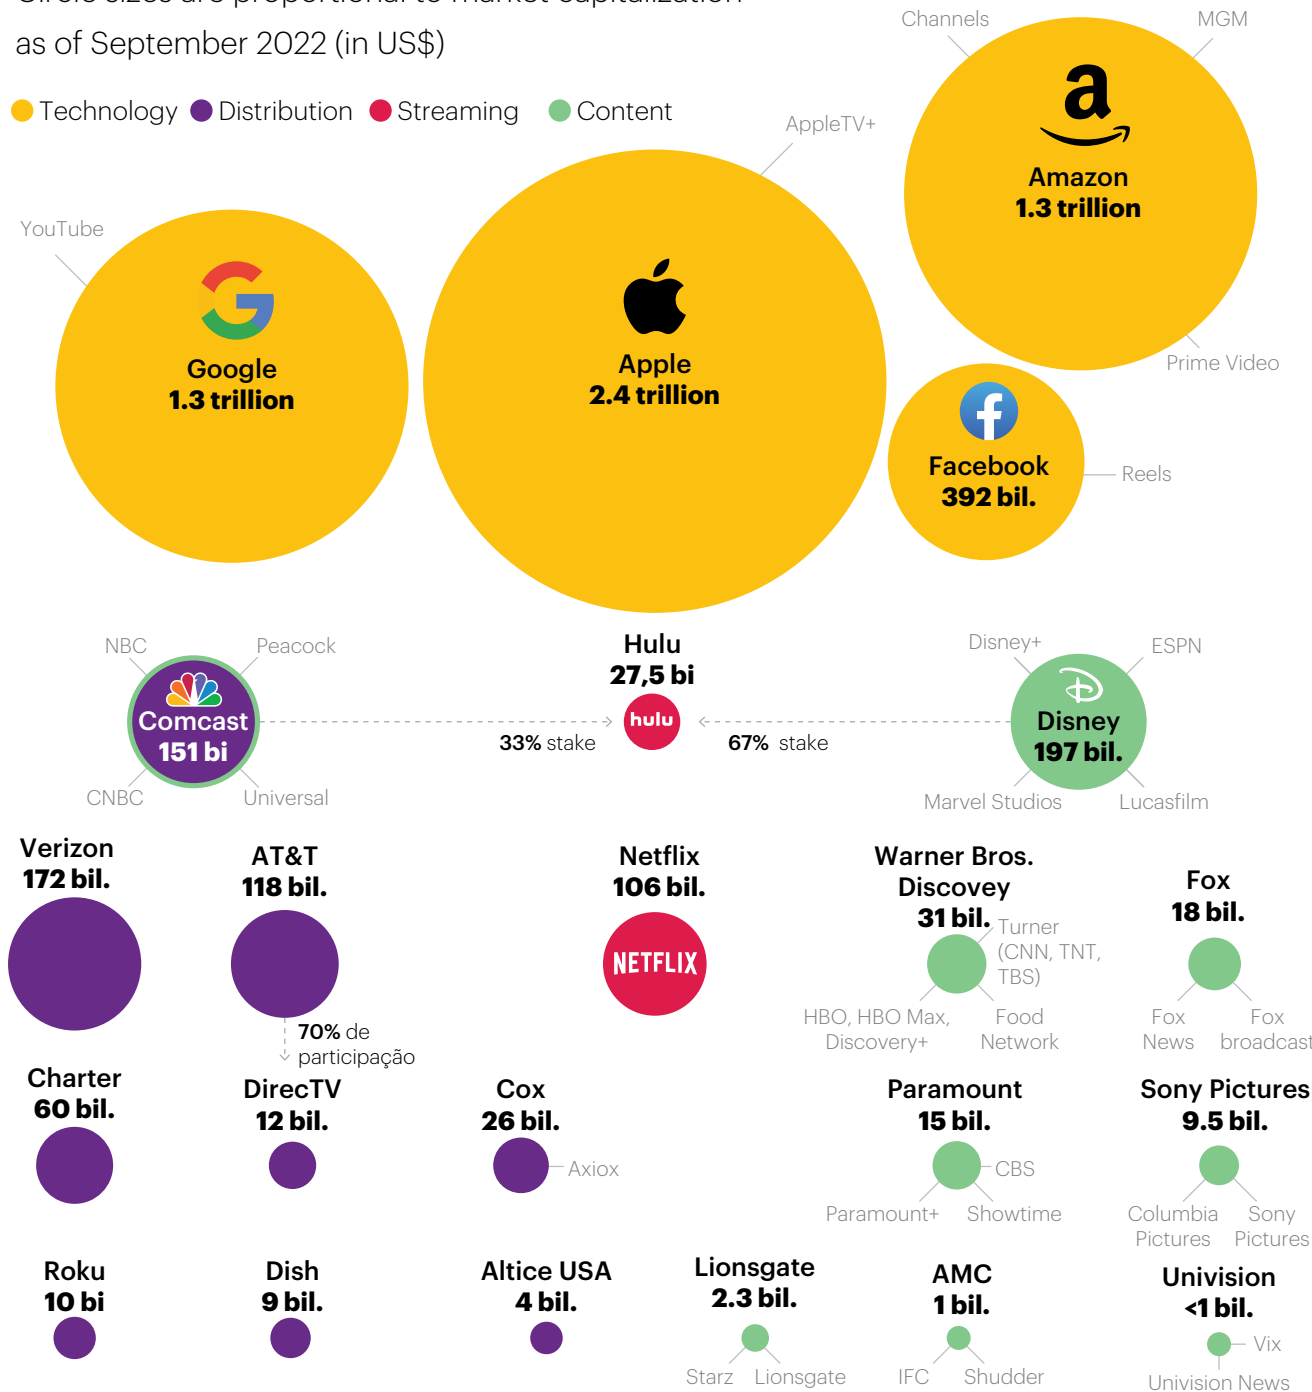 as of September 2022 (in US$)
Technology
Distribution
Streaming
Content
Channels
MGM
a
Amazon
1.3 trillion
Prime Video
AppleTV+
Apple
2.4 trillion
YouTube
G
Google
1.3 trillion
f
Facebook
392 bil.
Reels
NBC
Peacock
Comcast
151 bi
CNBC
Universal
33% stake
Hulu
27,5 bi
hulu
67% stake
Disney+
ESPN
D
Disney
197 bil.
Marvel Studios
Lucasfilm
Verizon
172 bil.
AT&T
118 bil.
70% de
participação
Netflix
106 bil.
NETFLIX
Warner Bros.
Discovey
31 bil.
Turner
(CNN, TNT,
TBS)
HBO, HBO Max,
Discovery+
Food
Network
Fox
18 bil.
Fox
News
Fox
broadcast
Charter
60 bil.
DirecTV
12 bil.
Cox
26 bil.
Axiox
Paramount
15 bil.
CBS
Paramount+
Showtime
Sony Pictures
9.5 bil.
Columbia
Pictures
Sony
Pictures
Roku
10 bi
Dish
9 bil.
Altice USA
4 bil.
Lionsgate
2.3 bil.
Starz
Lionsgate
AMC
1 bil.
IFC
Shudder
Univision
<1 bil.
Vix
Univision News